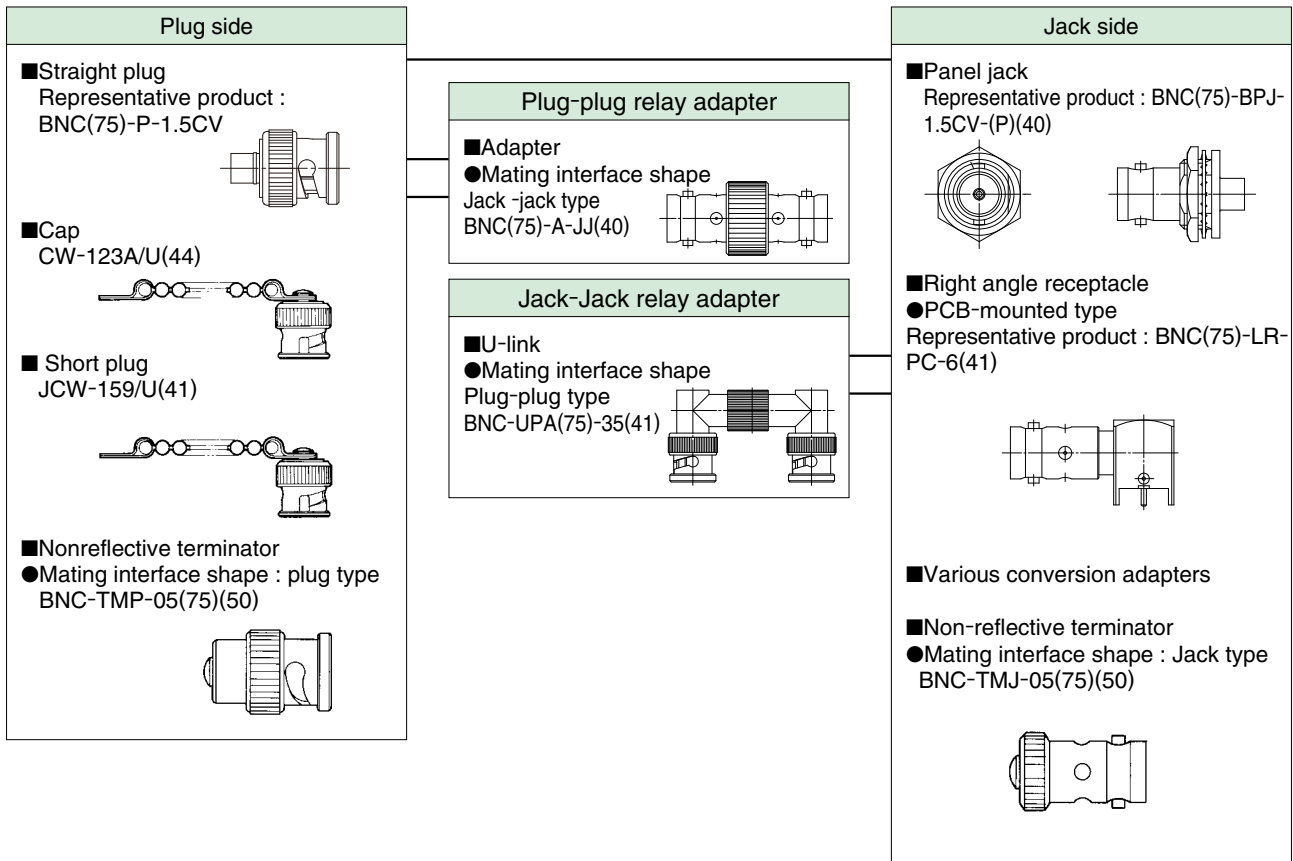 Plug side
■Straight plug
Representative product :
BNC(75)-P-1.5CV
■Cap
CW-123A/U(44)
■ Short plug
JCW-159/U(41)
■Nonreflective terminator
●Mating interface shape : plug type
BNC-TMP-05(75)(50)
Plug-plug relay adapter
■Adapter
●Mating interface shape
Jack -jack type
BNC(75)-A-JJ(40)
Jack-Jack relay adapter
■U-link
●Mating interface shape
Plug-plug type
BNC-UPA(75)-35(41)
Jack side
■Panel jack
Representative product : BNC(75)-BPJ-
1.5CV-(P)(40)
■Right angle receptacle
●PCB-mounted type
Representative product : BNC(75)-LR-
PC-6(41)
■Various conversion adapters
■Non-reflective terminator
●Mating interface shape : Jack type
BNC-TMJ-05(75)(50)